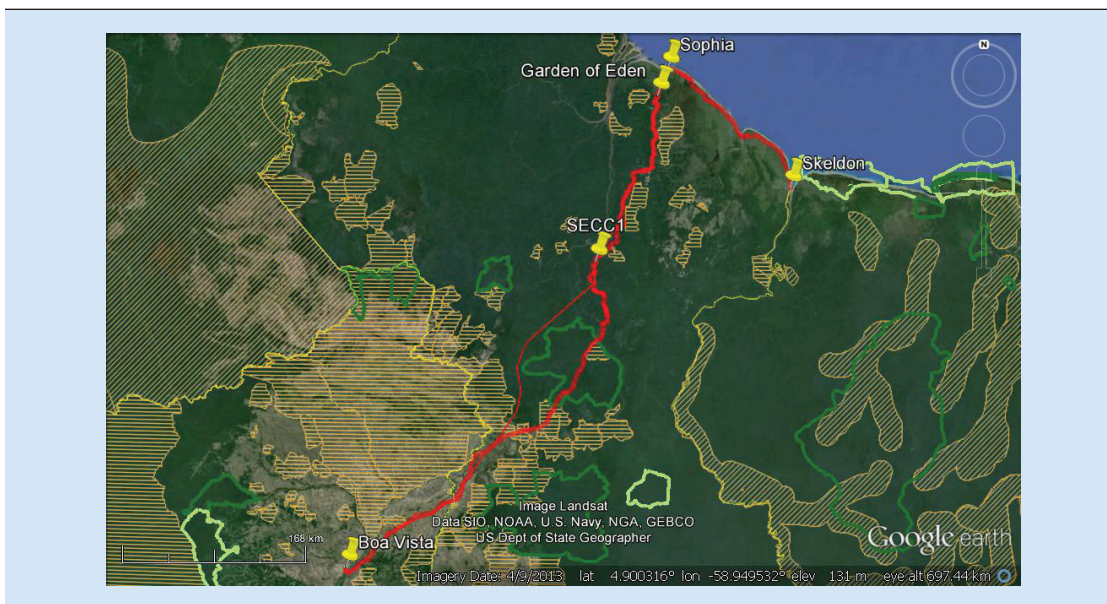 Sophia
N
Garden of Eden
Skeldon
SECC1
Image Landsat
Data SIO, NOAA, U.S. Navy, NGA, GEBCO
US Dept of State Geographer
Google earth
Boa Vista
168 km
Imagery Date: 4/9/2013 lat 4.900316° lon -58.949532° elev 131 m eye alt 697.44 km